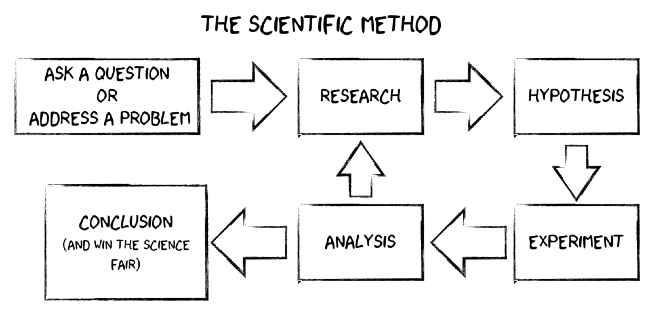 THE SCIENTIFIC METHOD
ASK A QUESTION
OR
ADDRESS A PROBLEM
RESEARCH
HYPOTHESIS
EXPERIMENT
ANALYSIS
CONCLUSION
(AND WIN THE SCIENCE
FAIR)